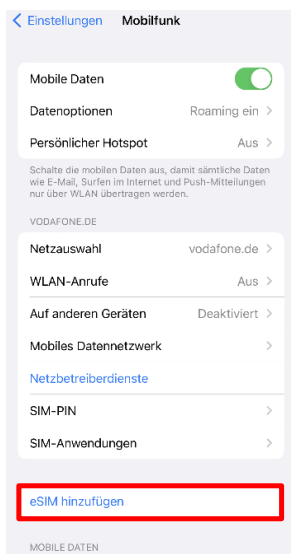 Einstellungen Mobilfunk
Mobile Daten
Datenoptionen Roaming ein
Persönlicher Hotspot Aus
Schalte die mobilen Daten aus, damit sämtliche Daten
wie E-Mail, Surfen im Internet und Push-Mitteilungen
nur über WLAN übertragen werden.
VODAFONE.DE
Netzauswahl vodafone.de
WLAN-Anrufe Aus
Auf anderen Geräten Deaktiviert
Mobiles Datennetzwerk
Netzbetreiberdienste
SIM-PIN
SIM-Anwendungen
eSIM hinzufügen
MOBILE DATEN